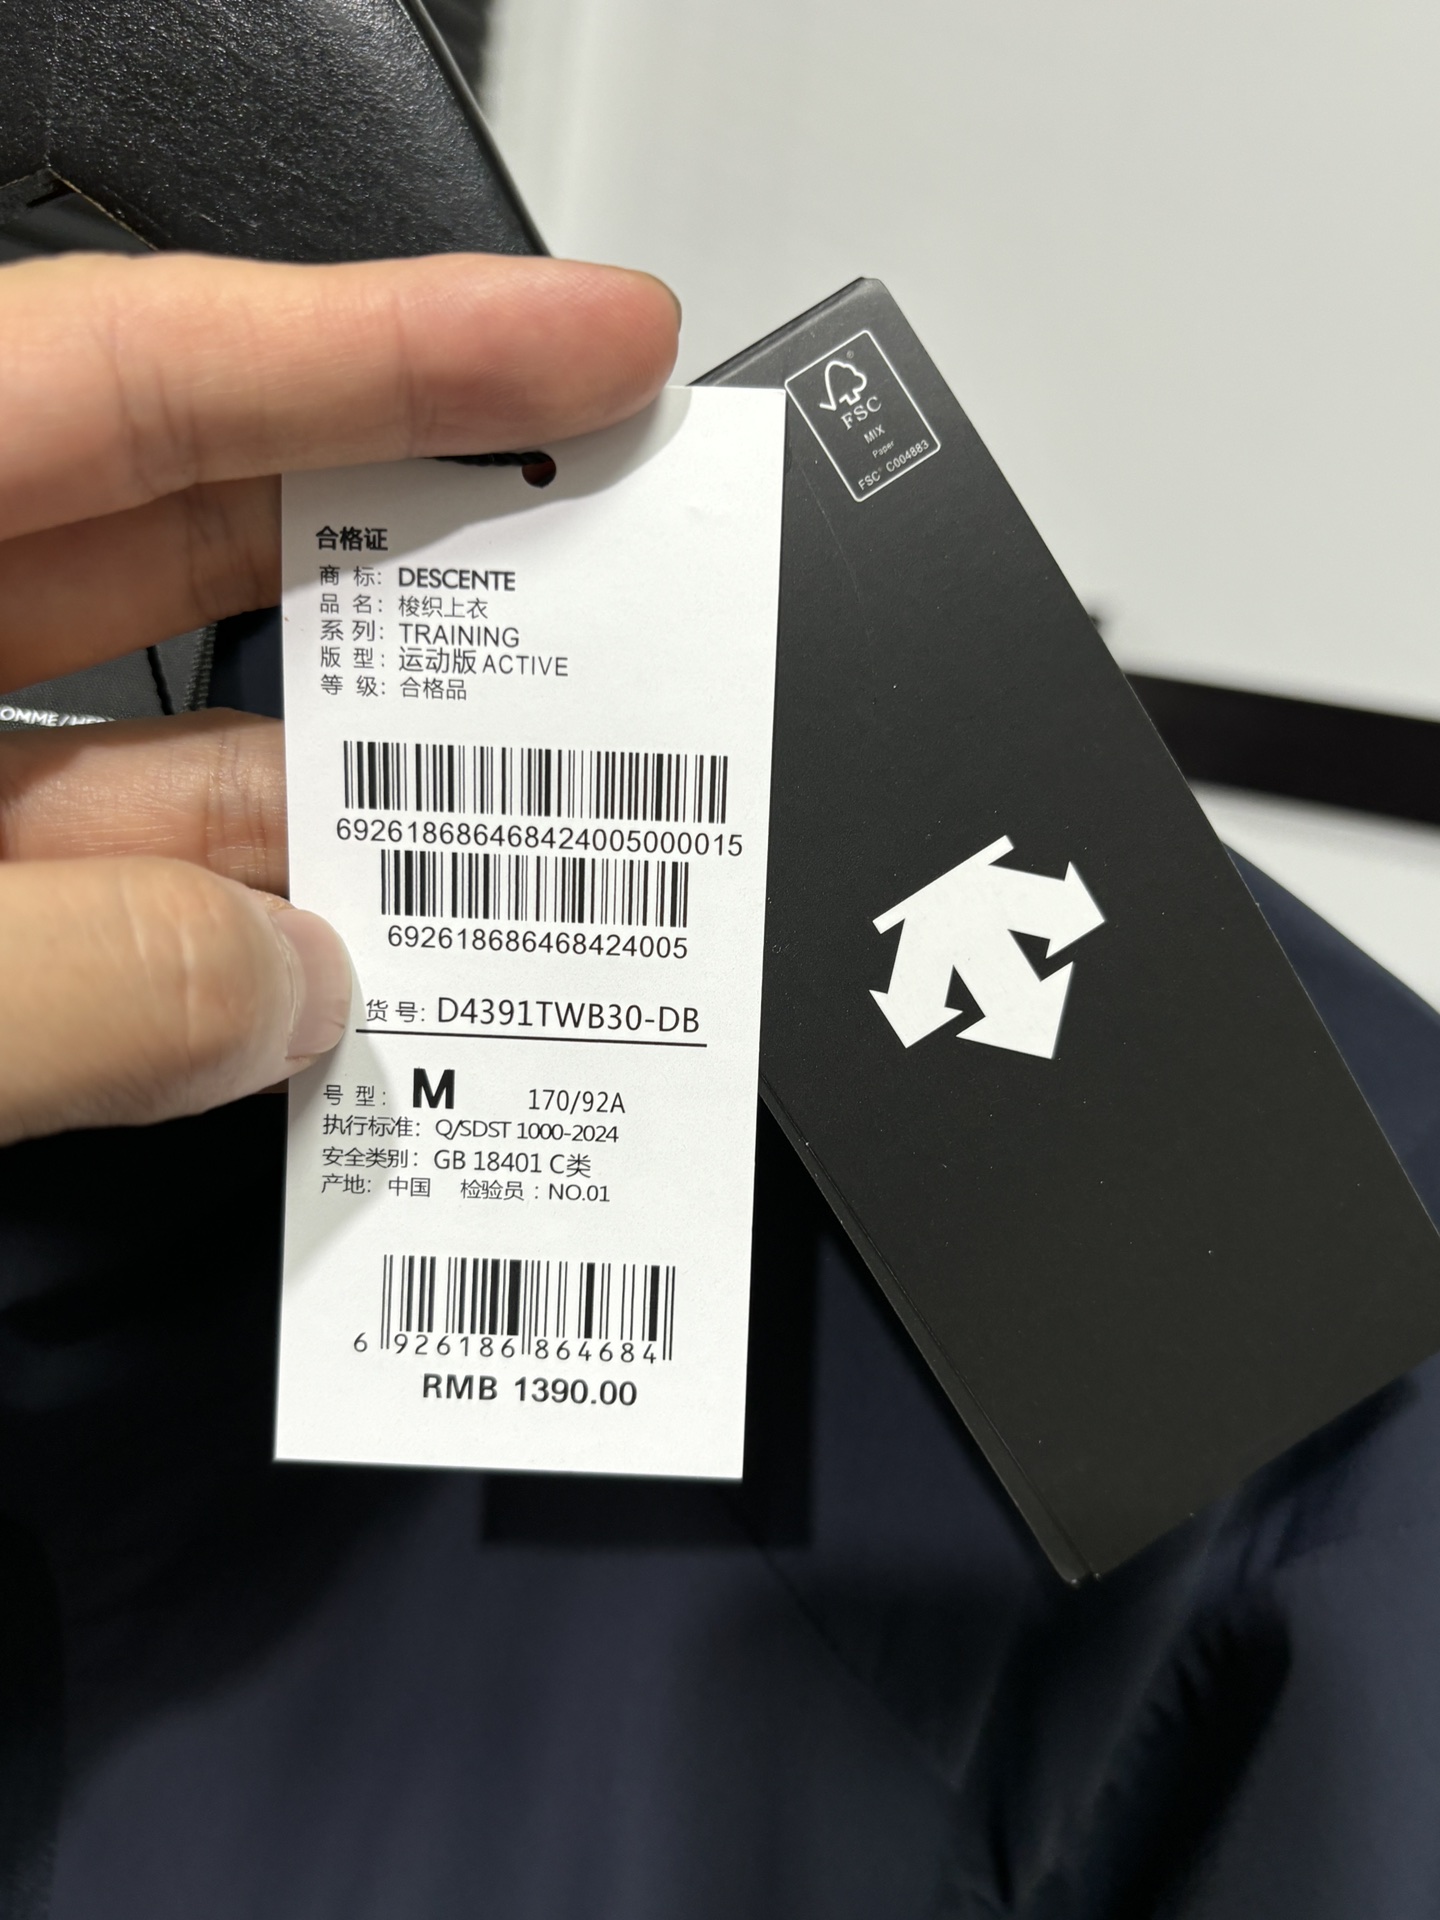 合格证
商 标: DESCENTE
品 名: 梭织上衣
系 列: TRAINING
版 型: 运动版 ACTIVE
等 级: 合格品
692618686468424005000015
692618686468424005
货 号: D4391TWB30-DB
号 型: M 170/92A
执行标准: Q/SDST 1000-2024
安全类别: GB 18401 C类
产地: 中国 检验员: NO.01
6 926186 864684
RMB 1390.00
FSC
MIX
Paper
FSC® C004883